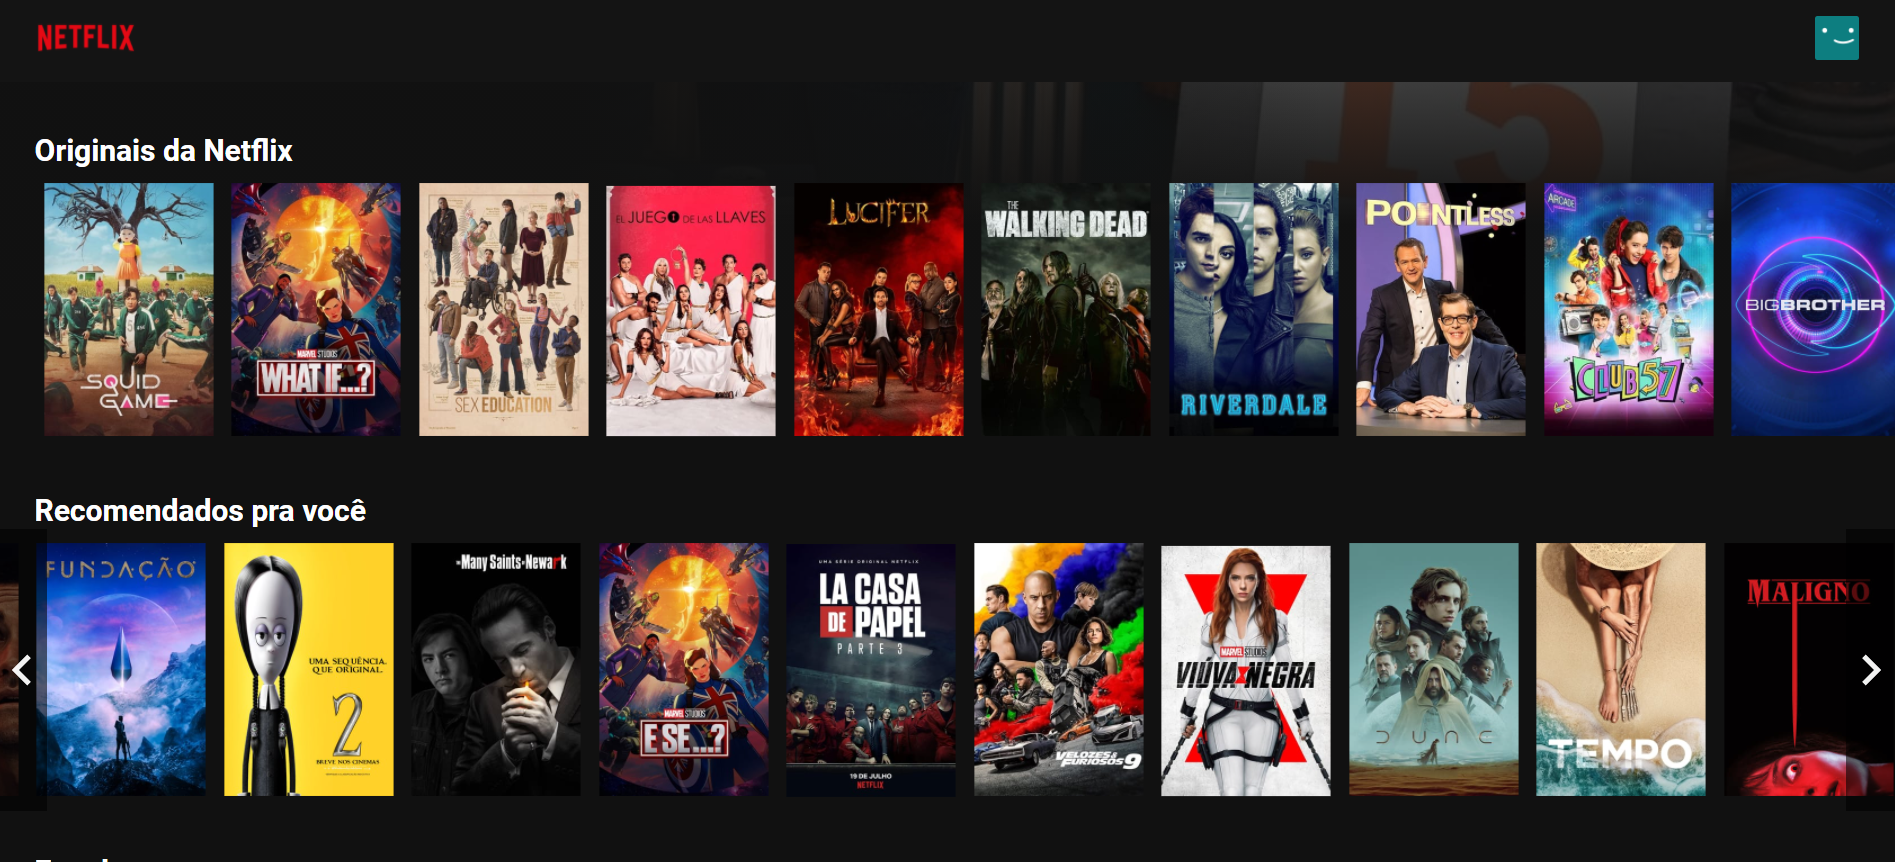 NETFLIX
Originais da Netflix
SQUID
GAME
MARVEL STUDIOS
WHAT IF...?
SEX EDUCATION
EL JUEGO DE LAS LLAVES
LUCIFER
THE
WALKING DEAD
RIVERDALE
POINTLESS
ARCADE
CLUB 57
BIGBROTHER
Recomendados pra você
FUNDAÇÃO
UMA SEQUÊNCIA.
QUE ORIGINAL.
2
BREVE NOS CINEMAS
The Many Saints of Newark
MARVEL STUDIOS
E SE...?
UMA SÉRIE ORIGINAL NETFLIX
LA CASA
DE PAPEL
PARTE 3
19 DE JULHO
NETFLIX
VELOZES &
FURIOSOS 9
MARVEL STUDIOS
VIÚVA NEGRA
DUNE
TEMPO
MALIGNO